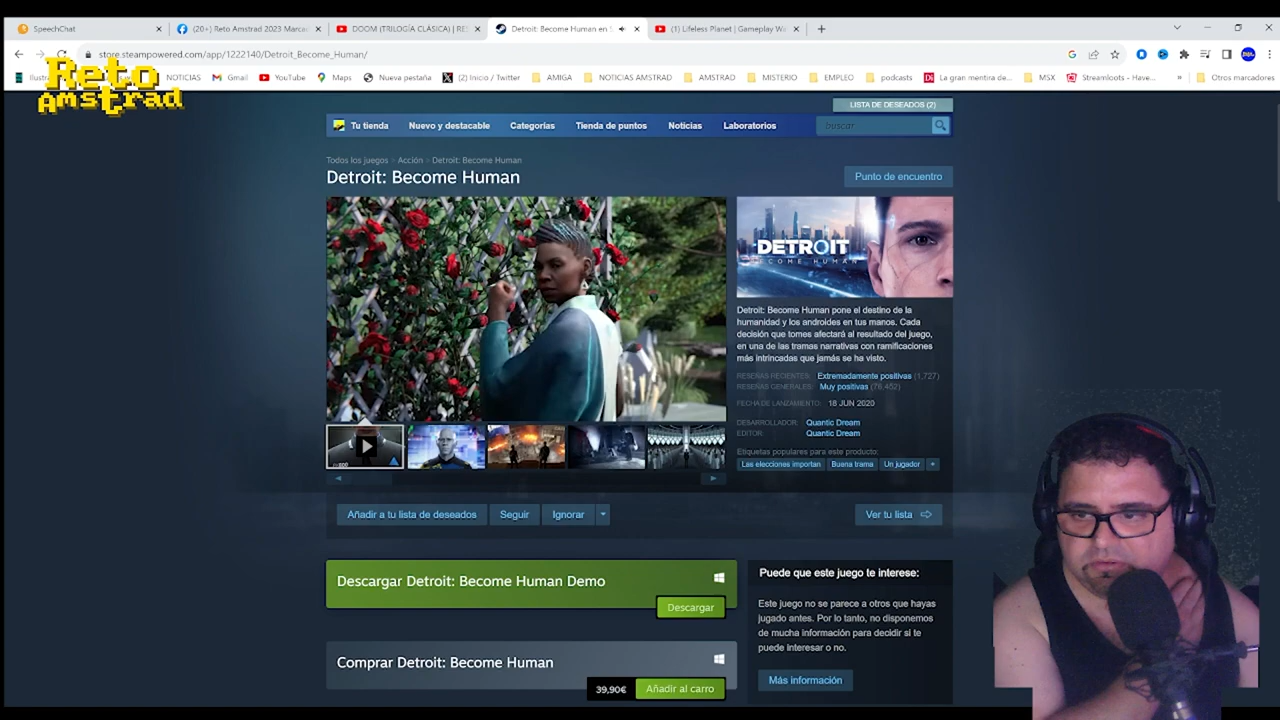 SpeechChat
(20+) Reto Amstrad 2023 Marca
DOOM (TRILOGÍA CLÁSICA) | RE
Detroit: Become Human en S
(1) Lifeless Planet | Gameplay W
store.steampowered.com/app/1222140/Detroit_Become_Human/
Reto
Amstrad
NOTICIAS
Gmail
YouTube
Maps
Nueva pestaña
(2) Inicio / Twitter
AMIGA
NOTICIAS AMSTRAD
AMSTRAD
MISTERIO
EMPLEO
podcasts
La gran mentira de...
MSX
Streamloots - Have...
»
Otros marcadores
LISTA DE DESEADOS (2)
Tu tienda
Nuevo y destacable
Categorías
Tienda de puntos
Noticias
Laboratorios
buscar
Todos los juegos > Acción > Detroit: Become Human
Detroit: Become Human
Punto de encuentro
DETROIT
BECOME HUMAN
Detroit: Become Human pone el destino de la
humanidad y los androides en tus manos. Cada
decisión que tomes afectará al resultado del juego,
en una de las tramas narrativas con ramificaciones
más intrincadas que jamás se ha visto.
RESEÑAS RECIENTES: Extremadamente positivas (1,727)
RESEÑAS GENERALES: Muy positivas (76,452)
FECHA DE LANZAMIENTO: 18 JUN 2020
DESARROLLADOR: Quantic Dream
EDITOR: Quantic Dream
Etiquetas populares para este producto:
Las elecciones importan
Buena trama
Un jugador
+
Añadir a tu lista de deseados
Seguir
Ignorar
Ver tu lista
Descargar Detroit: Become Human Demo
Descargar
Comprar Detroit: Become Human
39,90€
Añadir al carro
Puede que este juego te interese:
Este juego no se parece a otros que hayas
jugado antes. Por lo tanto, no disponemos
de mucha información para decidir si te
puede interesar o no.
Más información